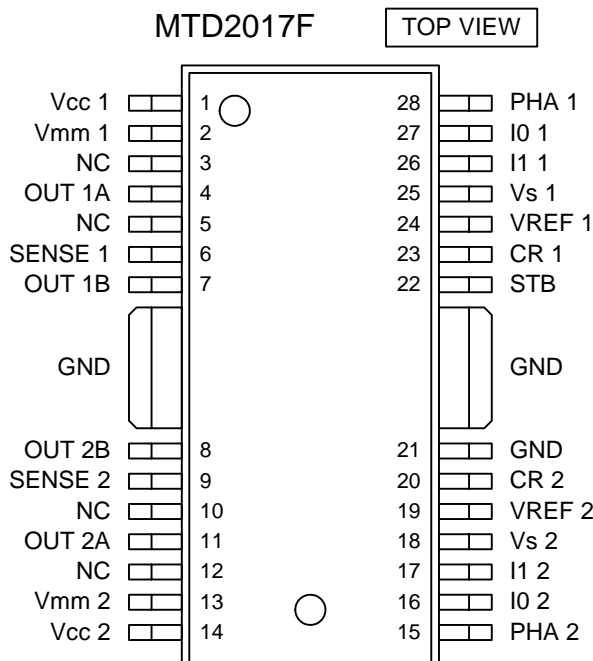 MTD2017F TOP VIEW
Vcc 1 1 28 PHA 1
Vmm 1 2 27 I0 1
NC 3 26 I1 1
OUT 1A 4 25 Vs 1
NC 5 24 VREF 1
SENSE 1 6 23 CR 1
OUT 1B 7 22 STB
GND GND
OUT 2B 8 21 GND
SENSE 2 9 20 CR 2
NC 10 19 VREF 2
OUT 2A 11 18 Vs 2
NC 12 17 I1 2
Vmm 2 13 16 I0 2
Vcc 2 14 15 PHA 2